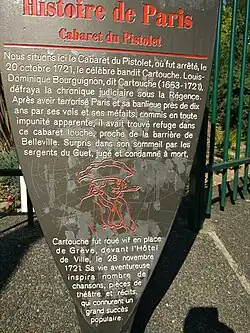 Histoire de Paris
Cabaret du Pistolet
Nous situons ici le Cabaret du Pistolet, où fut arrêté, le
20 octobre 1721, le célèbre bandit Cartouche. Louis-
Dominique Bourguignon, dit Cartouche (1663-1721),
défraya la chronique judiciaire sous la Régence.
Après avoir terrorisé Paris et sa banlieue près de dix
ans par ses vols et ses méfaits, commis en toute
impunité apparente, il avait trouvé refuge dans
ce cabaret louche, proche de la barrière de
Belleville. Surpris dans son sommeil par les
sergents du Guet, jugé et condamné à mort,
Cartouche fut roué vif en place
de Grève, devant l'Hôtel
de Ville, le 28 novembre
1721. Sa vie aventureuse
inspira nombre de
chansons, pièces de
théâtre et récits,
qui connurent un
grand succès
populaire.